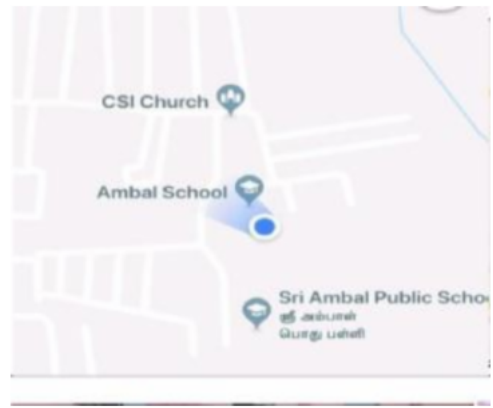 CSI Church
Ambal School
Sri Ambal Public Scho
ஸ்ரீ அம்பாள்
பொது பள்ளி